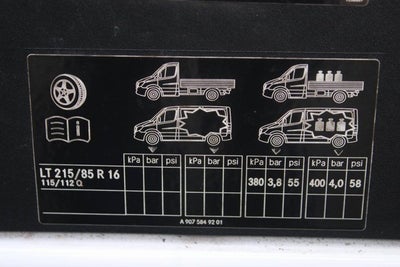 kPa bar psi kPa bar psi kPa bar psi kPa bar psi
LT 215/85 R 16 380 3,8 55 400 4,0 58
115/112 Q
A 907 584 92 01